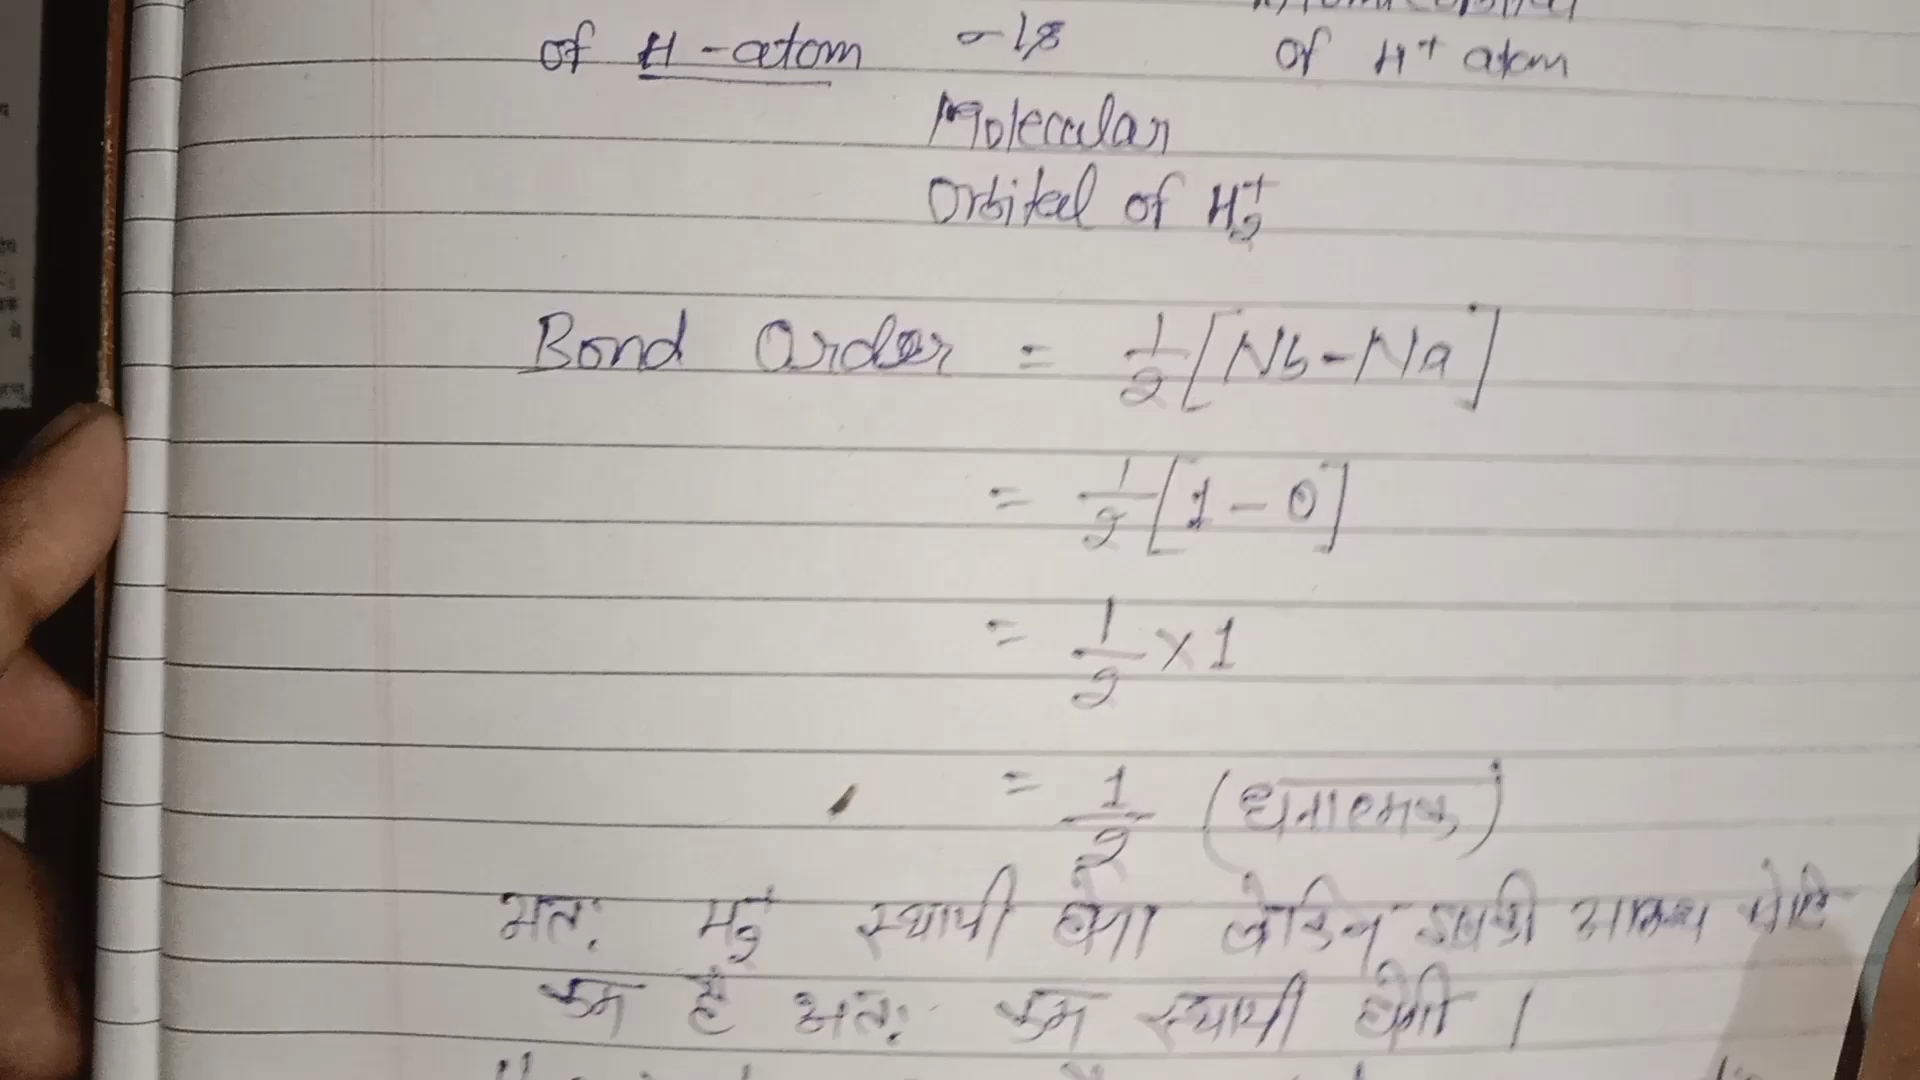 of H-atom
of H⁺ atom
Molecular
Orbital of H₂⁺
Bond Order = 1/2 [Nb-Na]
= 1/2 [1-0]
= 1/2 × 1
= 1/2 (धनात्मक)
अतः H₂⁺ स्थायी होगा लेकिन इसकी आबन्ध
कम है अतः कम स्थायी होगी ।